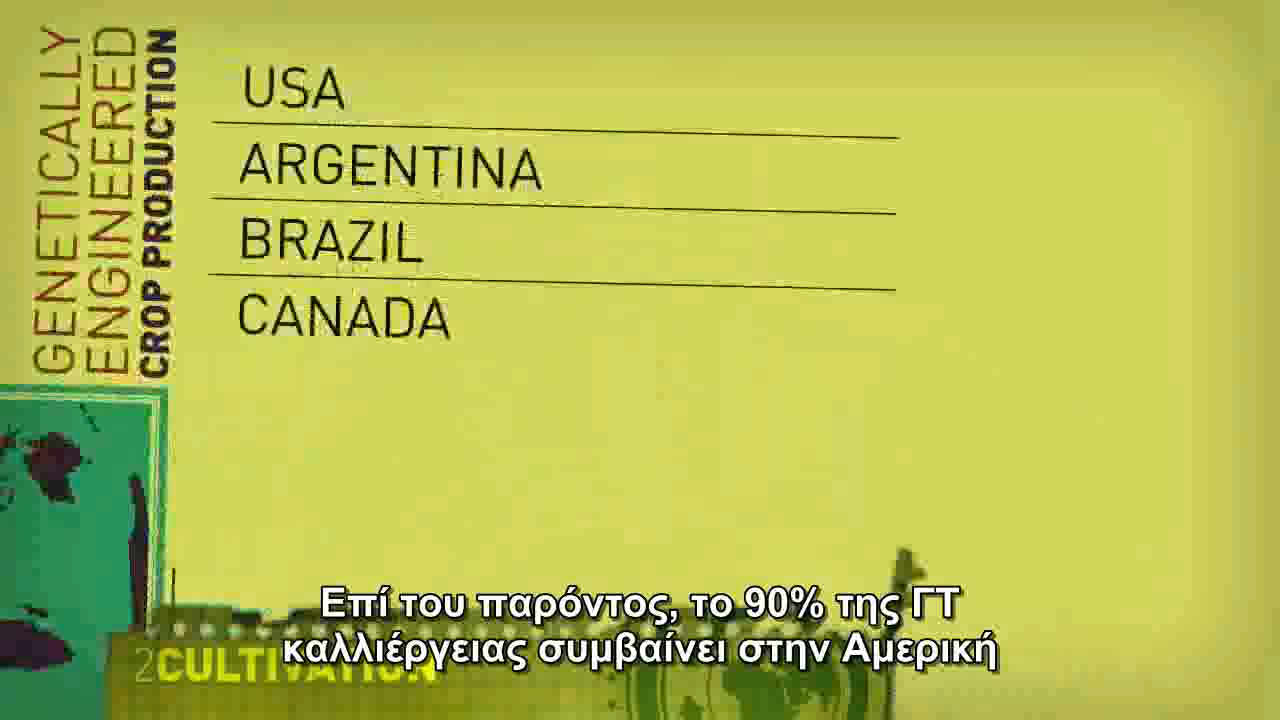 GENETICALLY
ENGINEERED
CROP PRODUCTION
USA
ARGENTINA
BRAZIL
CANADA
Επί του παρόντος, το 90% της ΓΤ
καλλιέργειας συμβαίνει στην Αμερική
2CULTIVATION